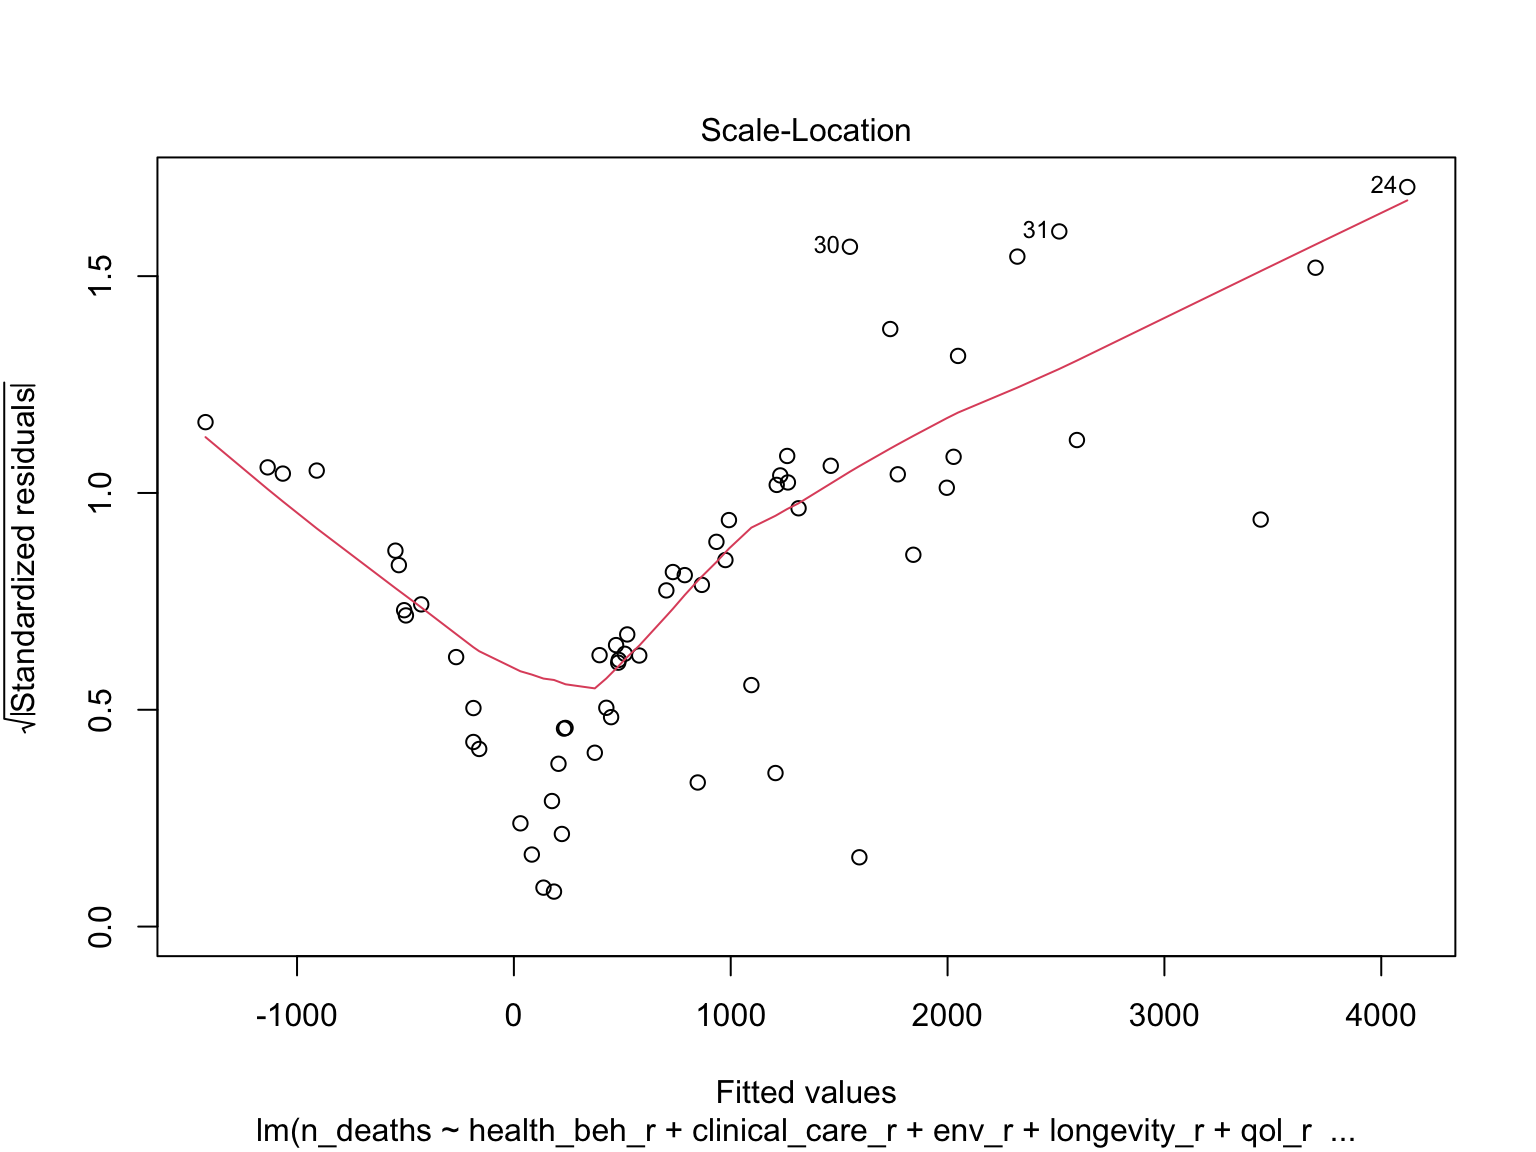 Scale-Location
24
31
30
√|Standardized residuals|
1.5
1.0
0.5
0.0
-1000 0 1000 2000 3000 4000
Fitted values
lm(n_deaths ~ health_beh_r + clinical_care_r + env_r + longevity_r + qol_r ...